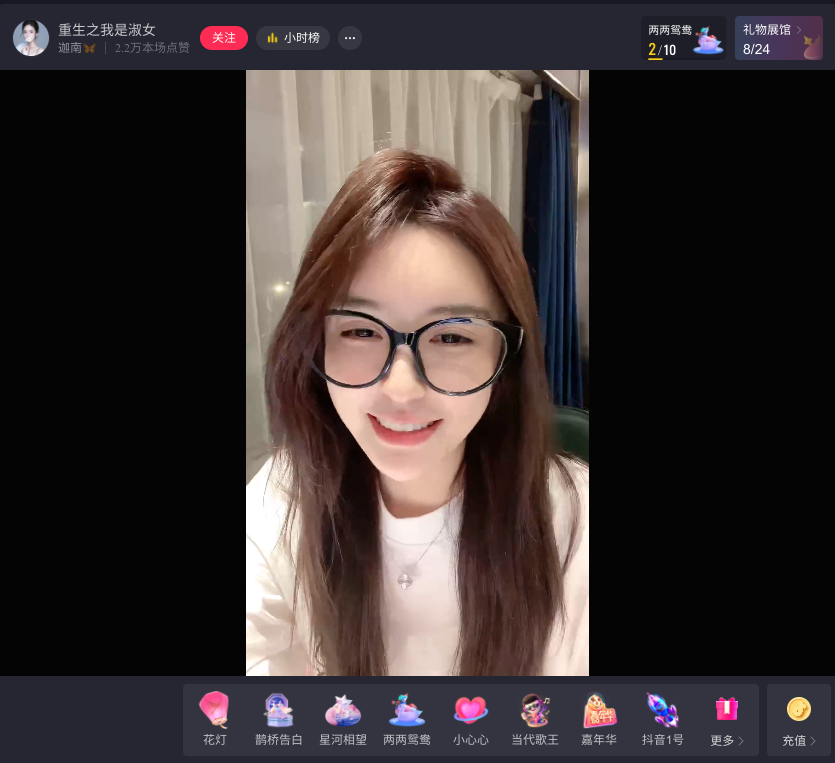 重生之我是淑女
迦南 2.2万本场点赞
关注
小时榜
两两鸳鸯
2/10
礼物展馆
8/24
花灯
鹊桥告白
星河相望
两两鸳鸯
小心心
当代歌王
嘉年华
嘉年华
抖音1号
更多
充值